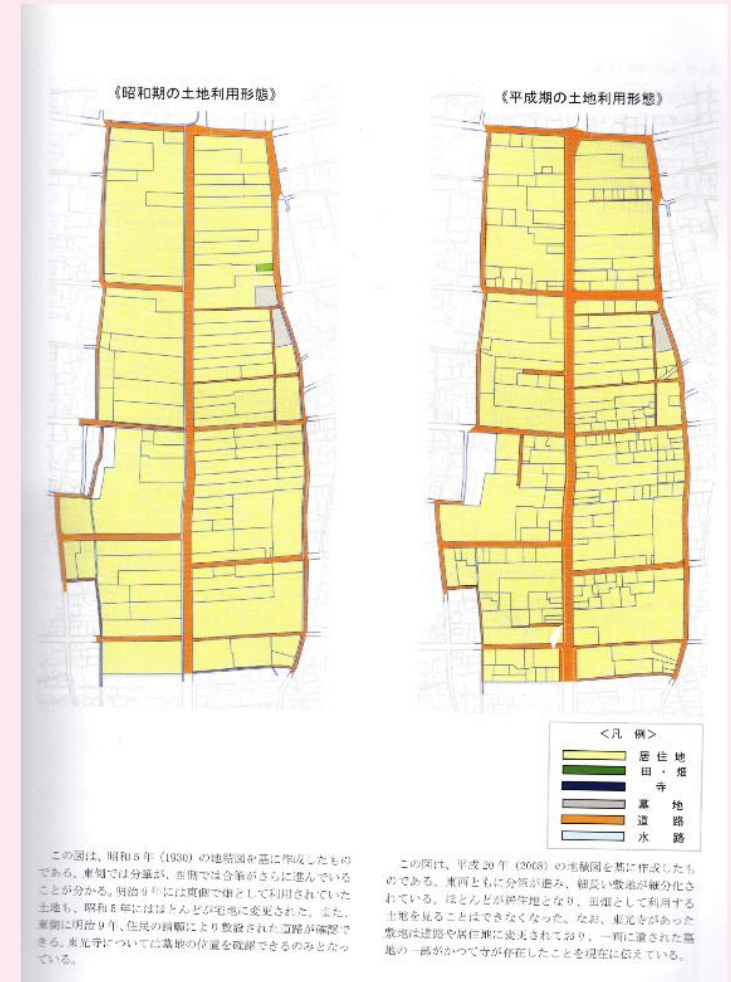 《昭和期の土地利用形態》
《平成期の土地利用形態》
<凡 例>
居 住 地
田 ・ 畑
寺
墓 地
道 路
水 路
この図は、昭和5年(1930)の地積図を基に作成したもの
である。東側では分筆が、西側では合筆がさらに進んでいる
ことが分かる。明治9年には東側で畑として利用されていた
土地も、昭和5年にはほとんどが宅地に変更された。また、
東側に明治9年、住民の請願により敷設された道路が確認で
きる。東光寺については墓地の位置を確認できるのみとなっ
ている。
この図は、平成20年(2008)の地積図を基に作成したも
のである。東西ともに分筆が進み、細長い敷地が細分化さ
れている。ほとんどが居住地となり、田畑として利用する
土地を見ることはできなくなった。なお、東光寺があった
敷地は道路や居住地に変更されており、一画に遺された墓
地の一部がかつて寺が存在したことを現在に伝えている。